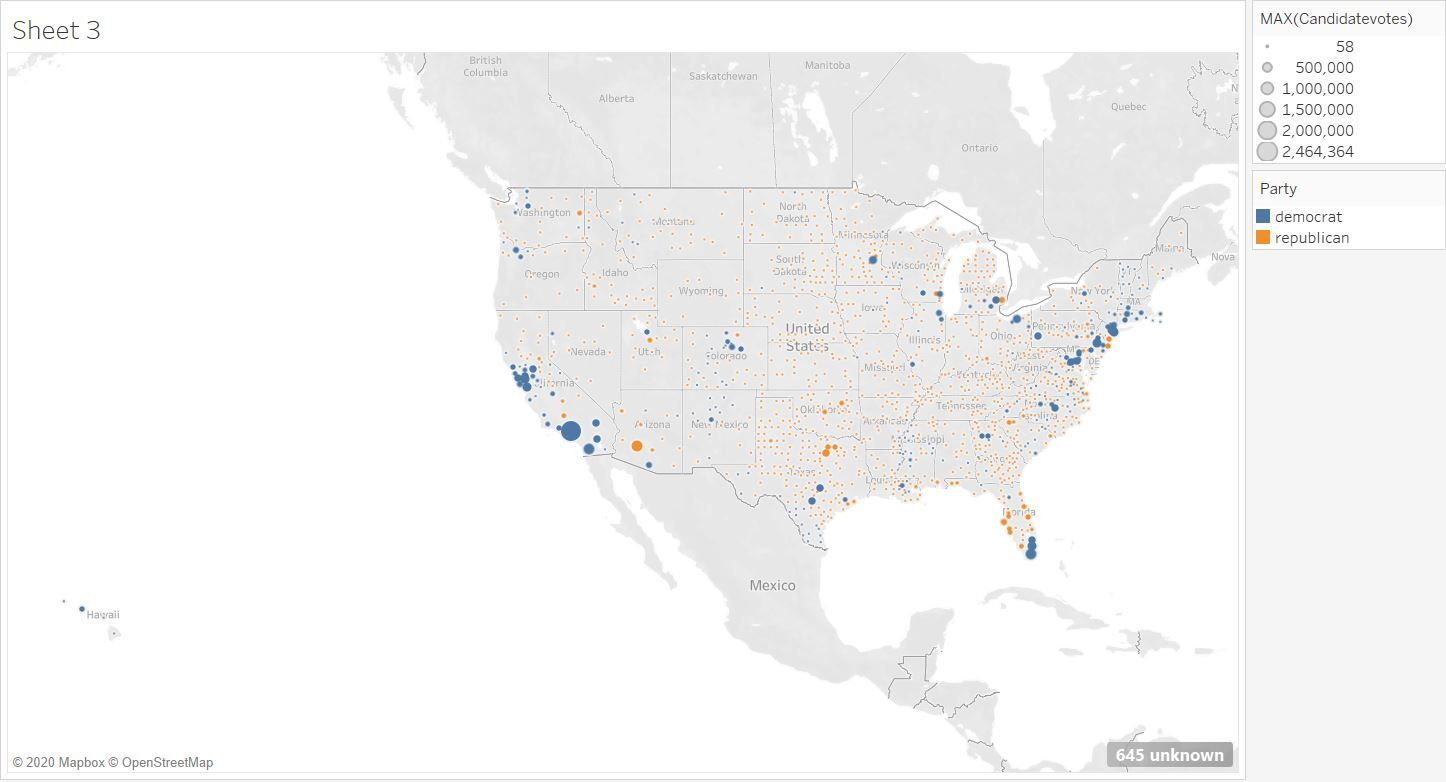 Sheet 3
MAX(Candidatevotes)
58
500,000
1,000,000
1,500,000
2,000,000
2,464,364
Party
democrat
republican
British
Columbia
Alberta
Saskatchewan
Manitoba
Ontario
Quebec
Nova
Washington
Montana
North
Dakota
Minnesota
Maine
Oregon
Idaho
South
Dakota
Wisconsin
Wyoming
New York
MA
Iowa
Nevada
Utah
Colorado
United
States
Illinois
Ohio
Pennsylvania
DE
California
Missouri
Virginia
Arizona
New Mexico
Oklahoma
Arkansas
Tennessee
Mississippi
Texas
Florida
Mexico
Hawaii
© 2020 Mapbox © OpenStreetMap
645 unknown